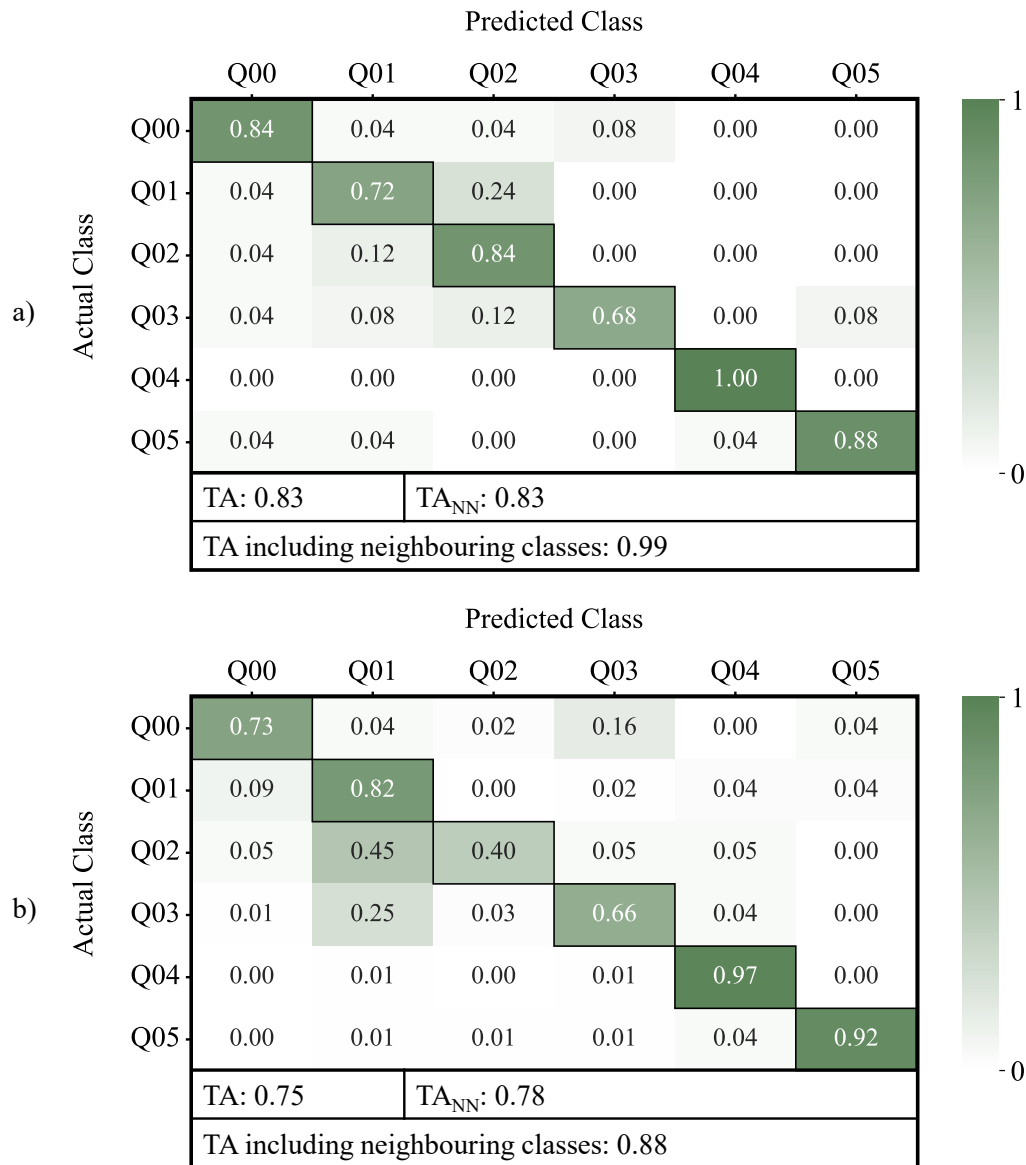 Predicted Class
Q00 Q01 Q02 Q03 Q04 Q05
a)
Actual Class
Q00 0.84 0.04 0.04 0.08 0.00 0.00
Q01 0.04 0.72 0.24 0.00 0.00 0.00
Q02 0.04 0.12 0.84 0.00 0.00 0.00
Q03 0.04 0.08 0.12 0.68 0.00 0.08
Q04 0.00 0.00 0.00 0.00 1.00 0.00
Q05 0.04 0.04 0.00 0.00 0.04 0.88
1
0
TA: 0.83 TA_NN: 0.83
TA including neighbouring classes: 0.99
Predicted Class
Q00 Q01 Q02 Q03 Q04 Q05
b)
Actual Class
Q00 0.73 0.04 0.02 0.16 0.00 0.04
Q01 0.09 0.82 0.00 0.02 0.04 0.04
Q02 0.05 0.45 0.40 0.05 0.05 0.00
Q03 0.01 0.25 0.03 0.66 0.04 0.00
Q04 0.00 0.01 0.00 0.01 0.97 0.00
Q05 0.00 0.01 0.01 0.01 0.04 0.92
1
0
TA: 0.75 TA_NN: 0.78
TA including neighbouring classes: 0.88